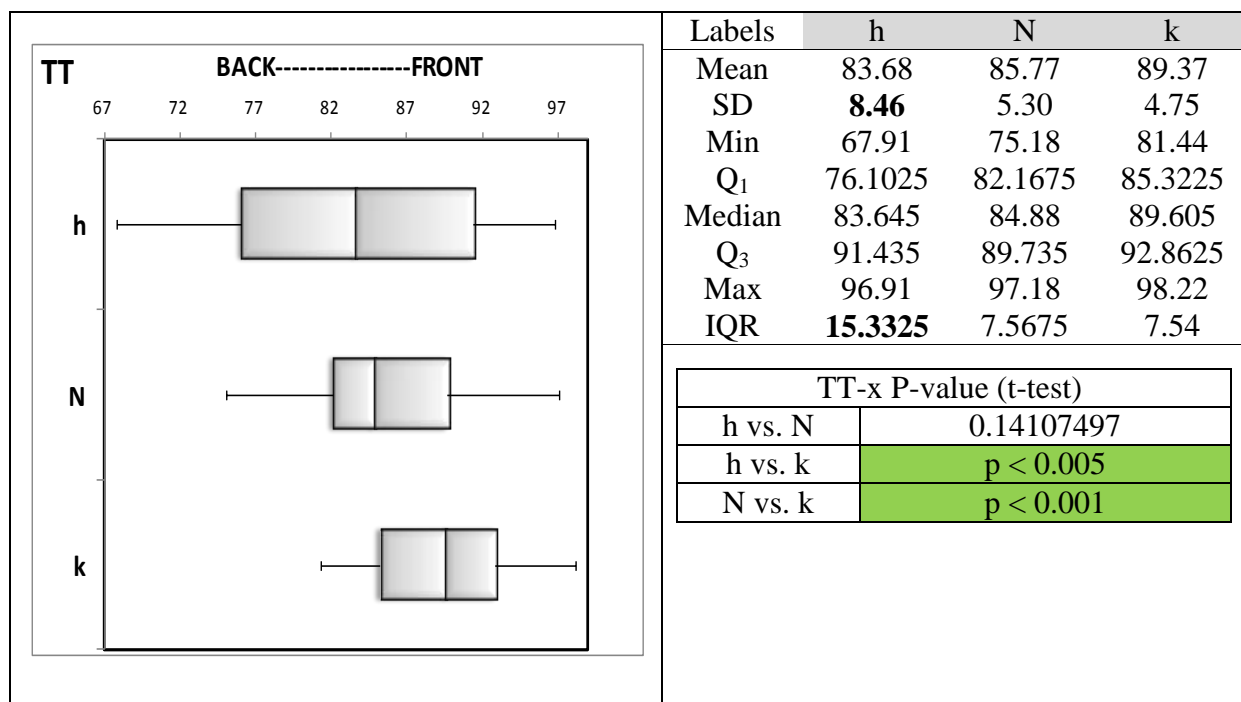 TT BACK-----------------FRONT
67 72 77 82 87 92 97
h
N
k
Labels h N k
Mean 83.68 85.77 89.37
SD 8.46 5.30 4.75
Min 67.91 75.18 81.44
Q1 76.1025 82.1675 85.3225
Median 83.645 84.88 89.605
Q3 91.435 89.735 92.8625
Max 96.91 97.18 98.22
IQR 15.3325 7.5675 7.54
TT-x P-value (t-test)
h vs. N 0.14107497
h vs. k p < 0.005
N vs. k p < 0.001